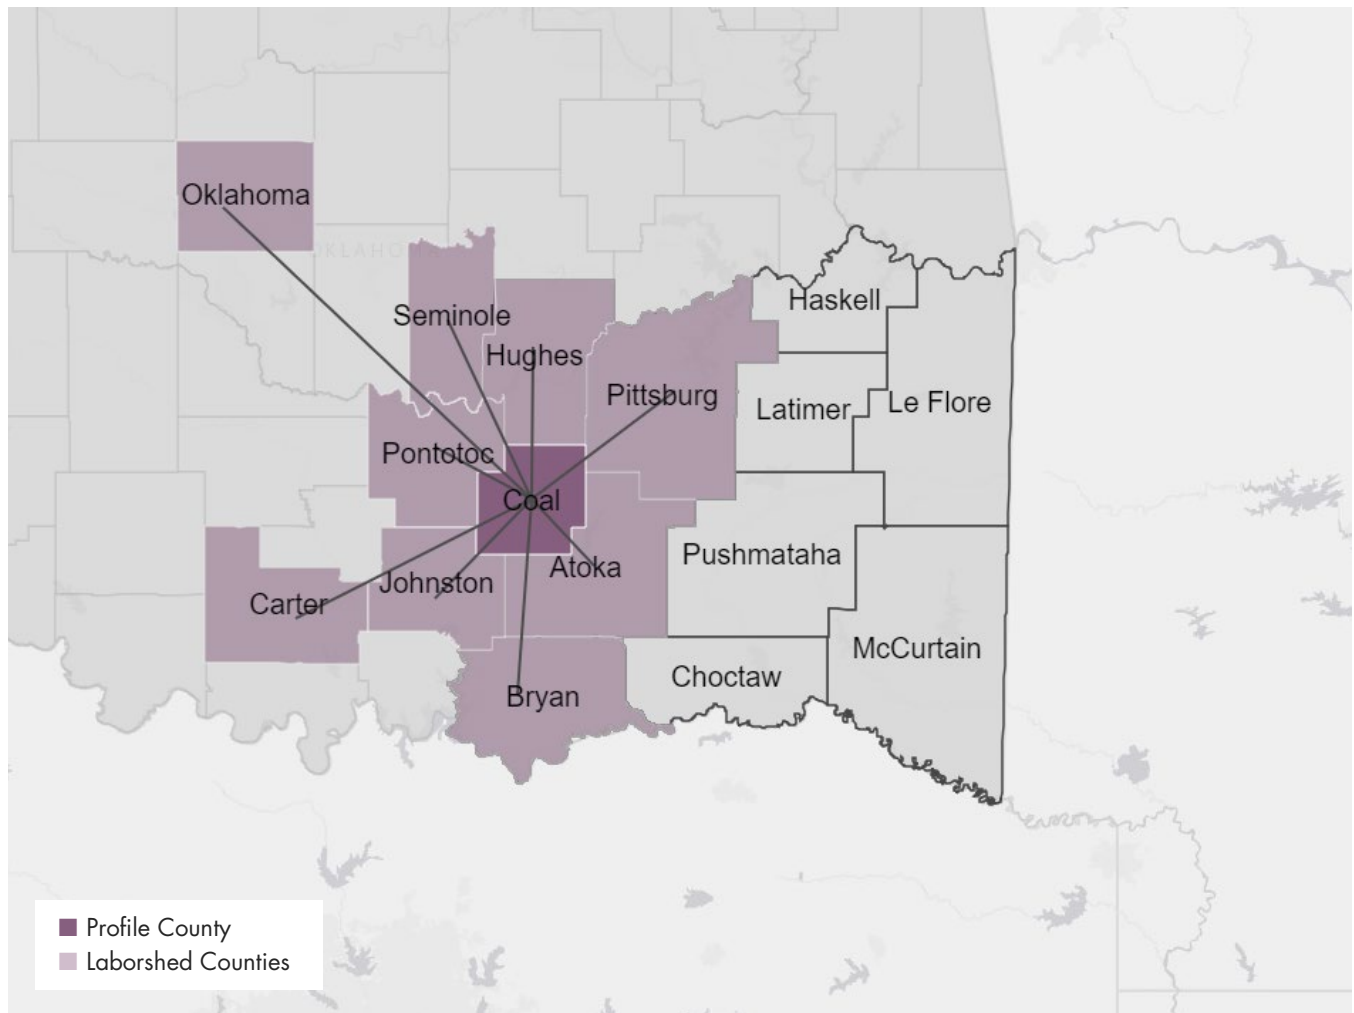 Oklahoma
OKLAHO
Haskell
Seminole
Hughes
Pittsburg
Latimer
Le Flore
Pontotoc
Coal
Pushmataha
Atoka
Johnston
Carter
McCurtain
Choctaw
Bryan
Profile County
Laborshed Counties